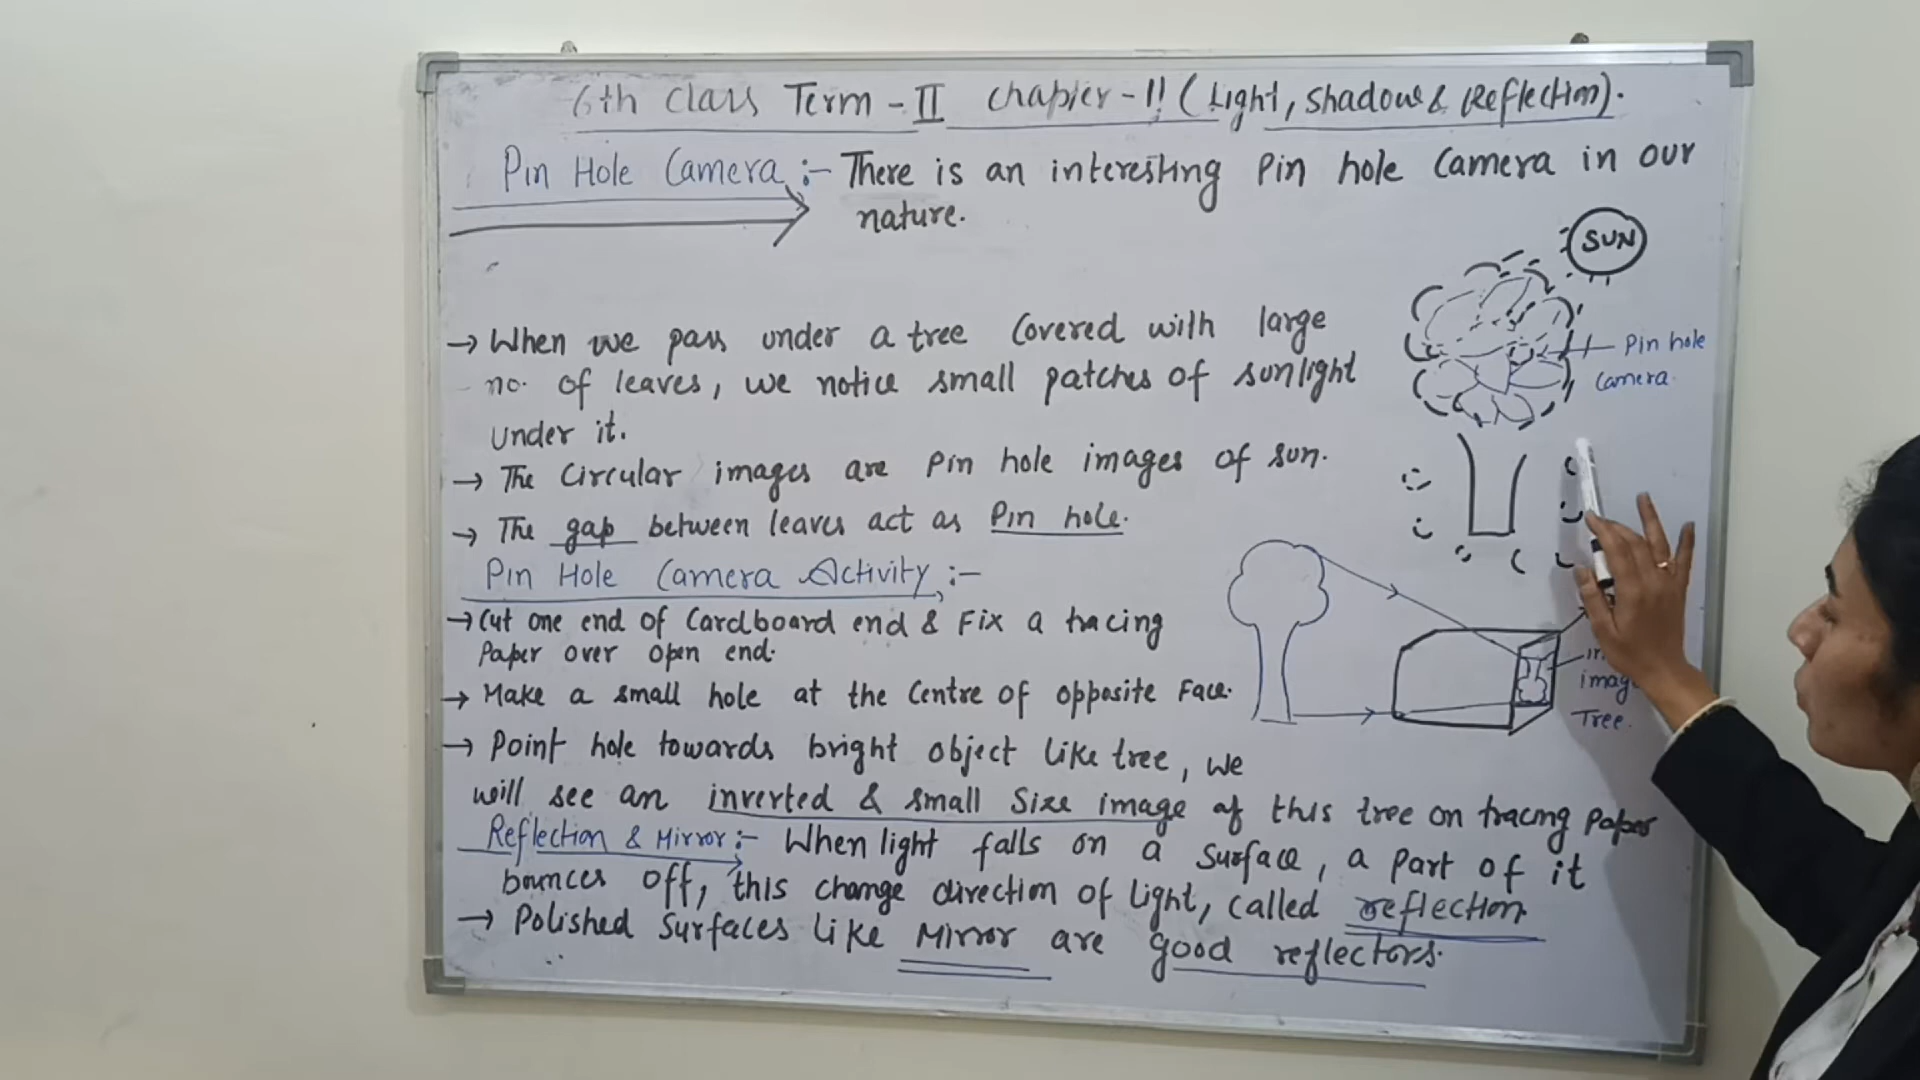 6th Class Term-II Chapter-11 (Light, Shadow & Reflection).
Pin Hole Camera :- There is an interesting pin hole camera in our
nature.
SUN
Pin hole
camera.
→ When we pass under a tree covered with large
no. of leaves, we notice small patches of sunlight
under it.
→ The circular images are pin hole images of sun.
→ The gap between leaves act as pin hole.
Pin Hole Camera Activity :-
→ Cut one end of Cardboard end & Fix a tracing
Paper over open end.
→ Make a small hole at the Centre of opposite Face.
imag
Tree.
→ Point hole towards bright object like tree, we
will see an inverted & small size image of this tree on tracing paper
Reflection & Mirror :- When light falls on a surface, a part of it
bounces off, this change direction of light, called reflection.
→ Polished surfaces like Mirror are good reflectors.